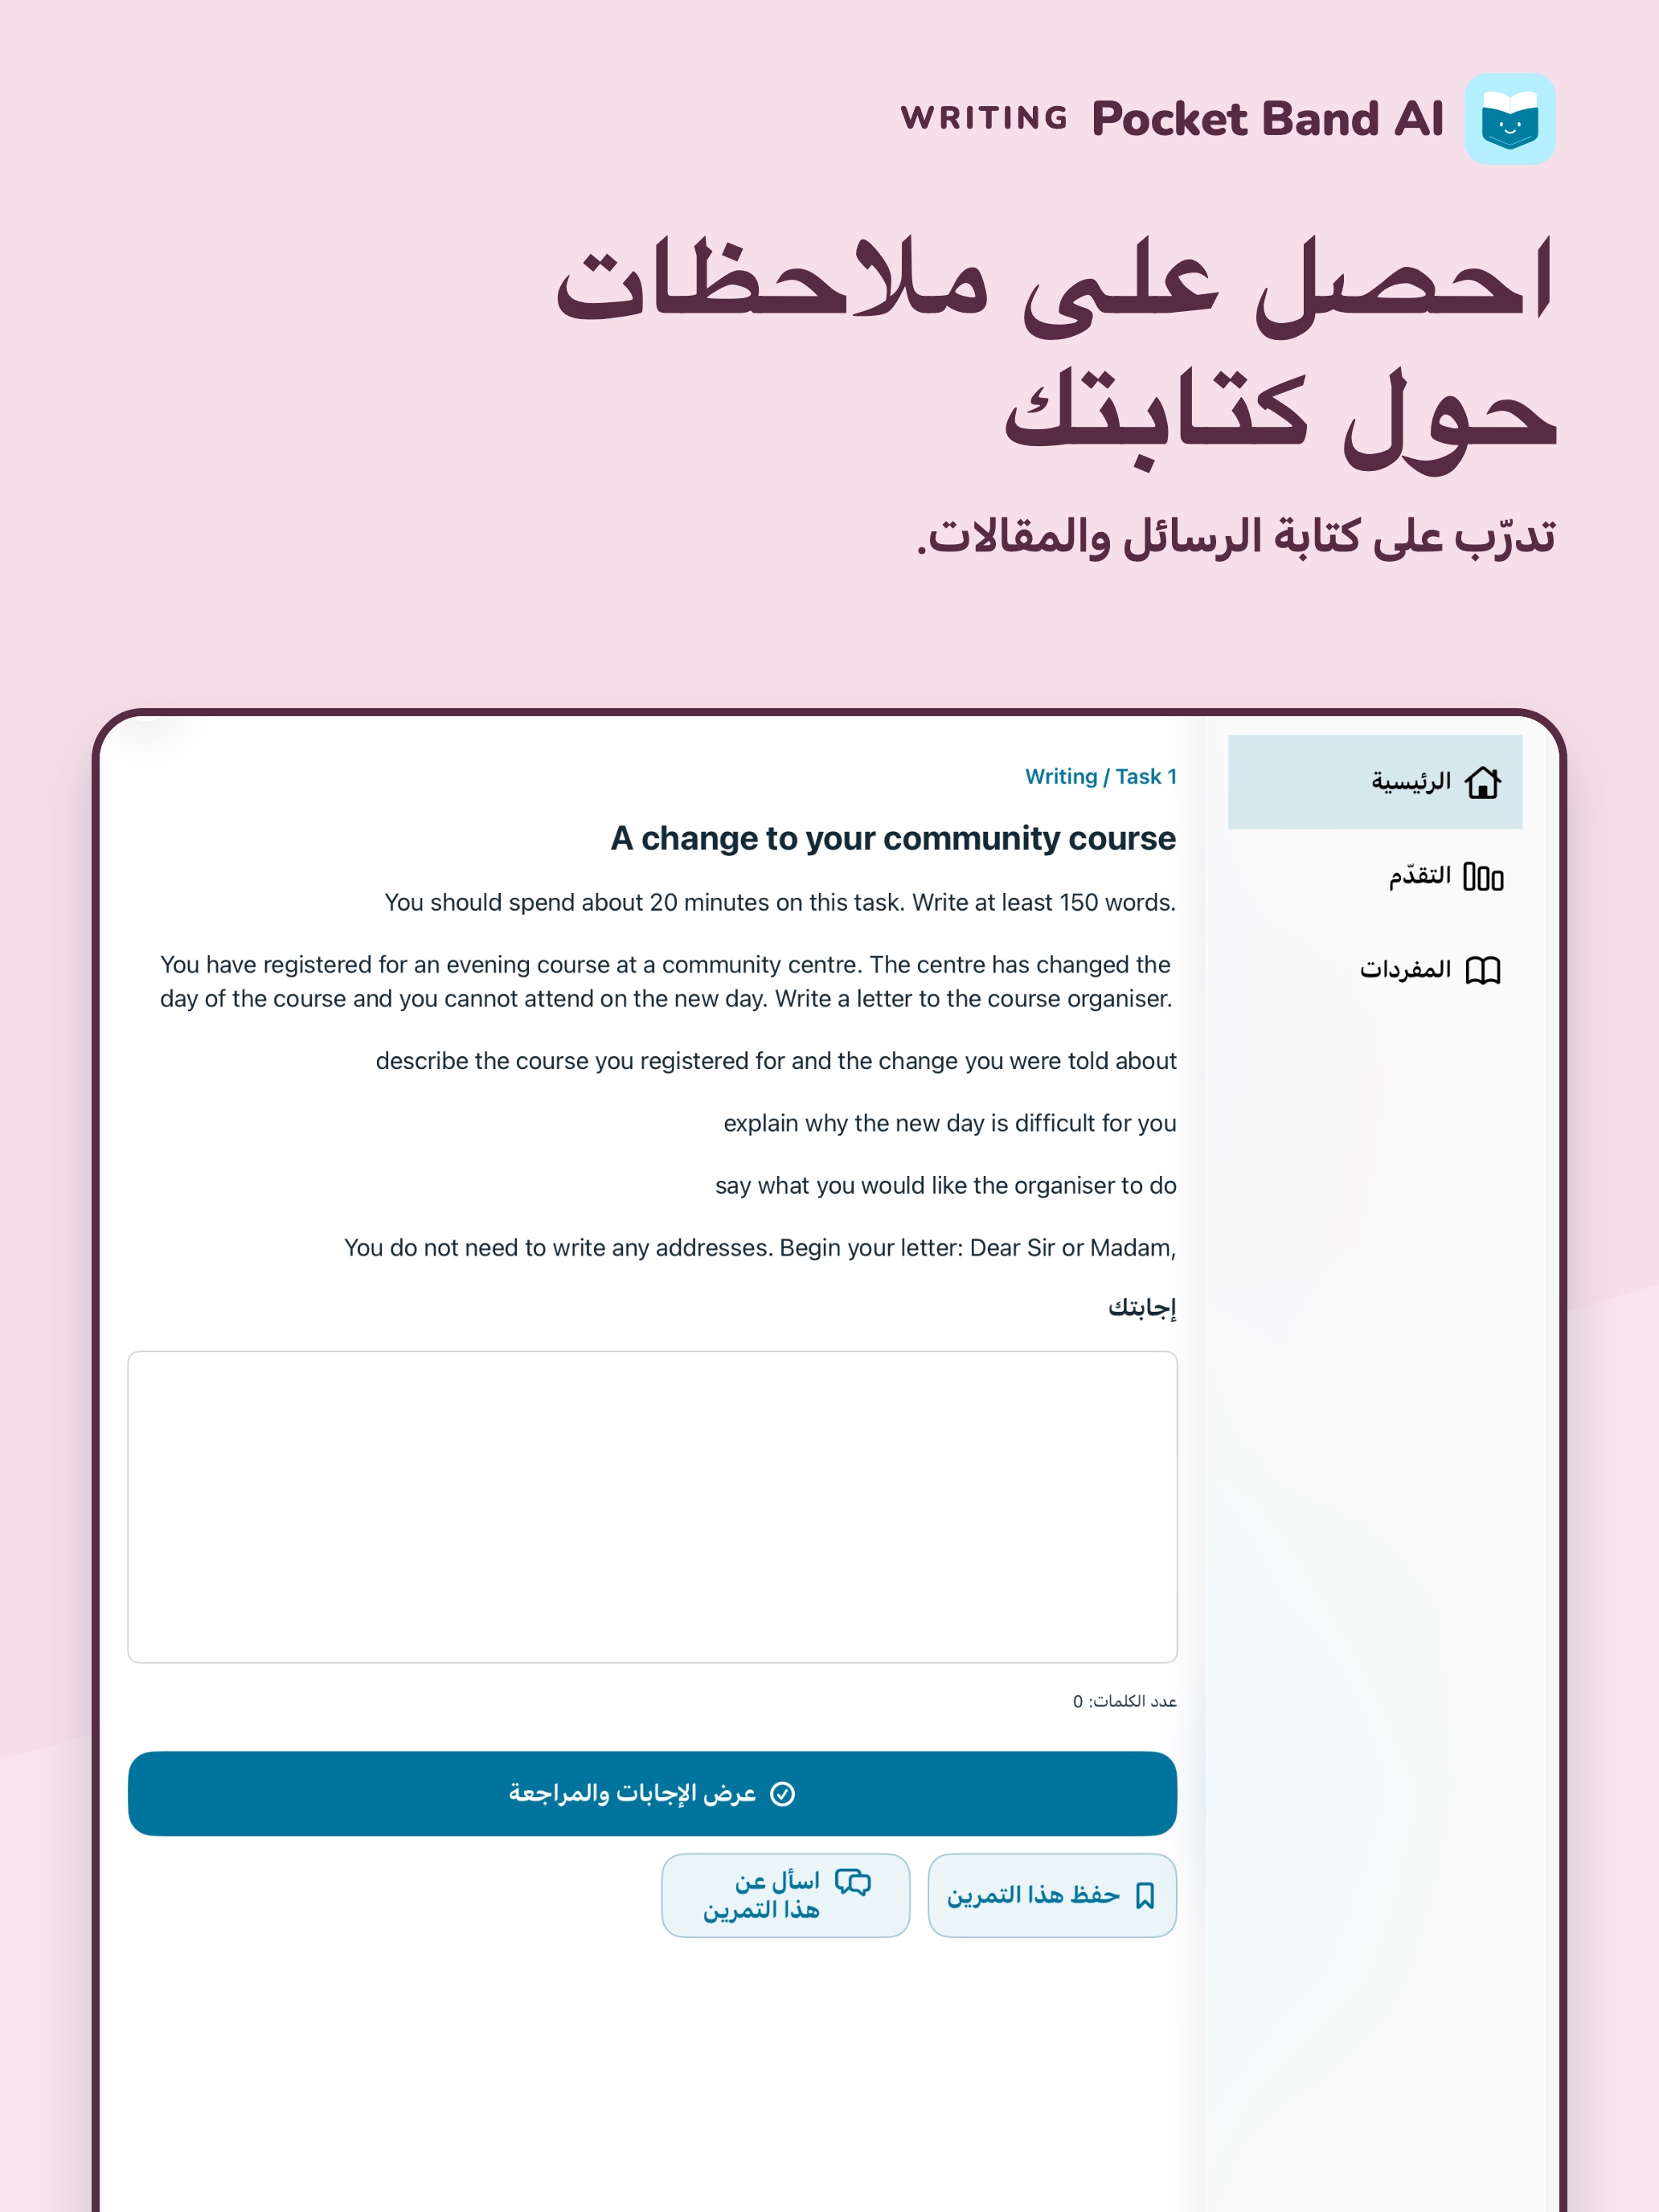 Pocket Band AI WRITING
احصل على ملاحظات
حول كتابتك
تدرّب على كتابة الرسائل والمقالات.
الرئيسية
التقدّم
المفردات
Writing / Task 1
A change to your community course
You should spend about 20 minutes on this task. Write at least 150 words.
You have registered for an evening course at a community centre. The centre has changed the
day of the course and you cannot attend on the new day. Write a letter to the course organiser.
describe the course you registered for and the change you were told about
explain why the new day is difficult for you
say what you would like the organiser to do
You do not need to write any addresses. Begin your letter: Dear Sir or Madam,
إجابتك
عدد الكلمات: 0
عرض الإجابات والمراجعة
حفظ هذا التمرين
اسأل عن
هذا التمرين